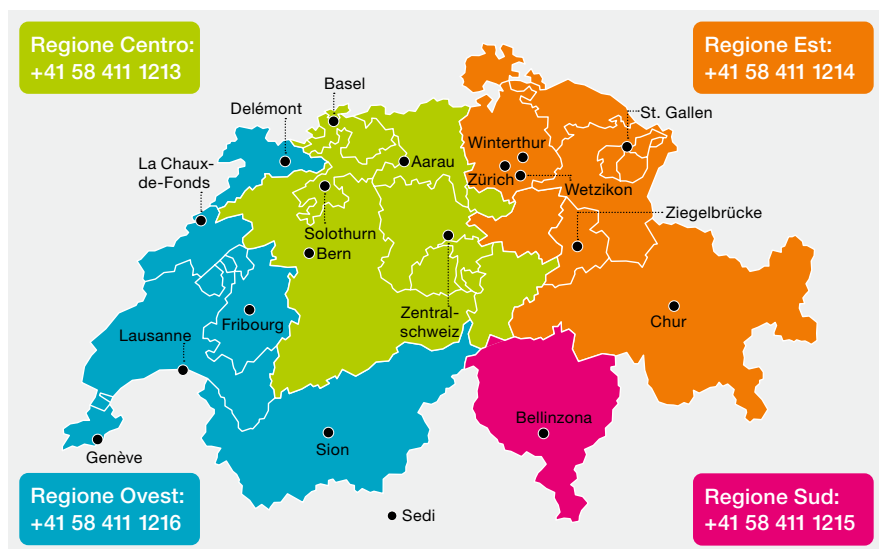 Regione Centro:
+41 58 411 1213
Regione Est:
+41 58 411 1214
Basel
Delémont
St. Gallen
Winterthur
La Chaux-
de-Fonds
Aarau
Zürich
Wetzikon
Ziegelbrücke
Solothurn
Bern
Zentral-
schweiz
Chur
Fribourg
Lausanne
Bellinzona
Sion
Genève
Regione Ovest:
+41 58 411 1216
Sedi
Regione Sud:
+41 58 411 1215